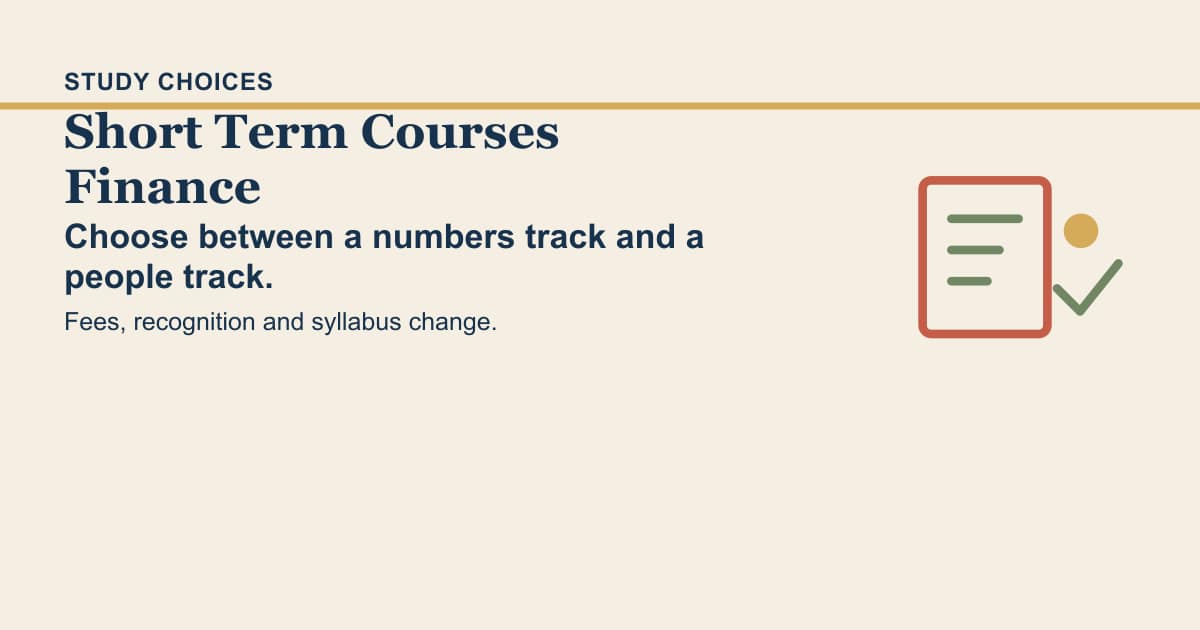 STUDY CHOICES
Short Term Courses
Finance
Choose between a numbers track and a
people track.
Fees, recognition and syllabus change.